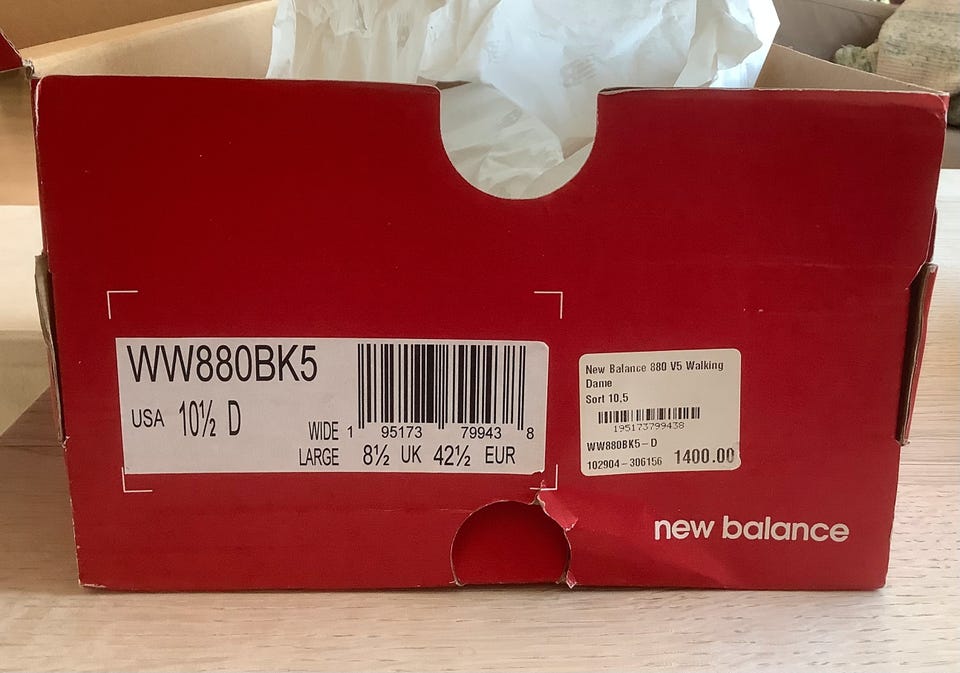 WW880BK5
USA 10½ D
WIDE
LARGE
1 95173 79943 8
8½ UK 42½ EUR
New Balance 880 V5 Walking
Dame
Sort 10,5
195173799438
WW880BK5-D
102904-306156 1400.00
new balance